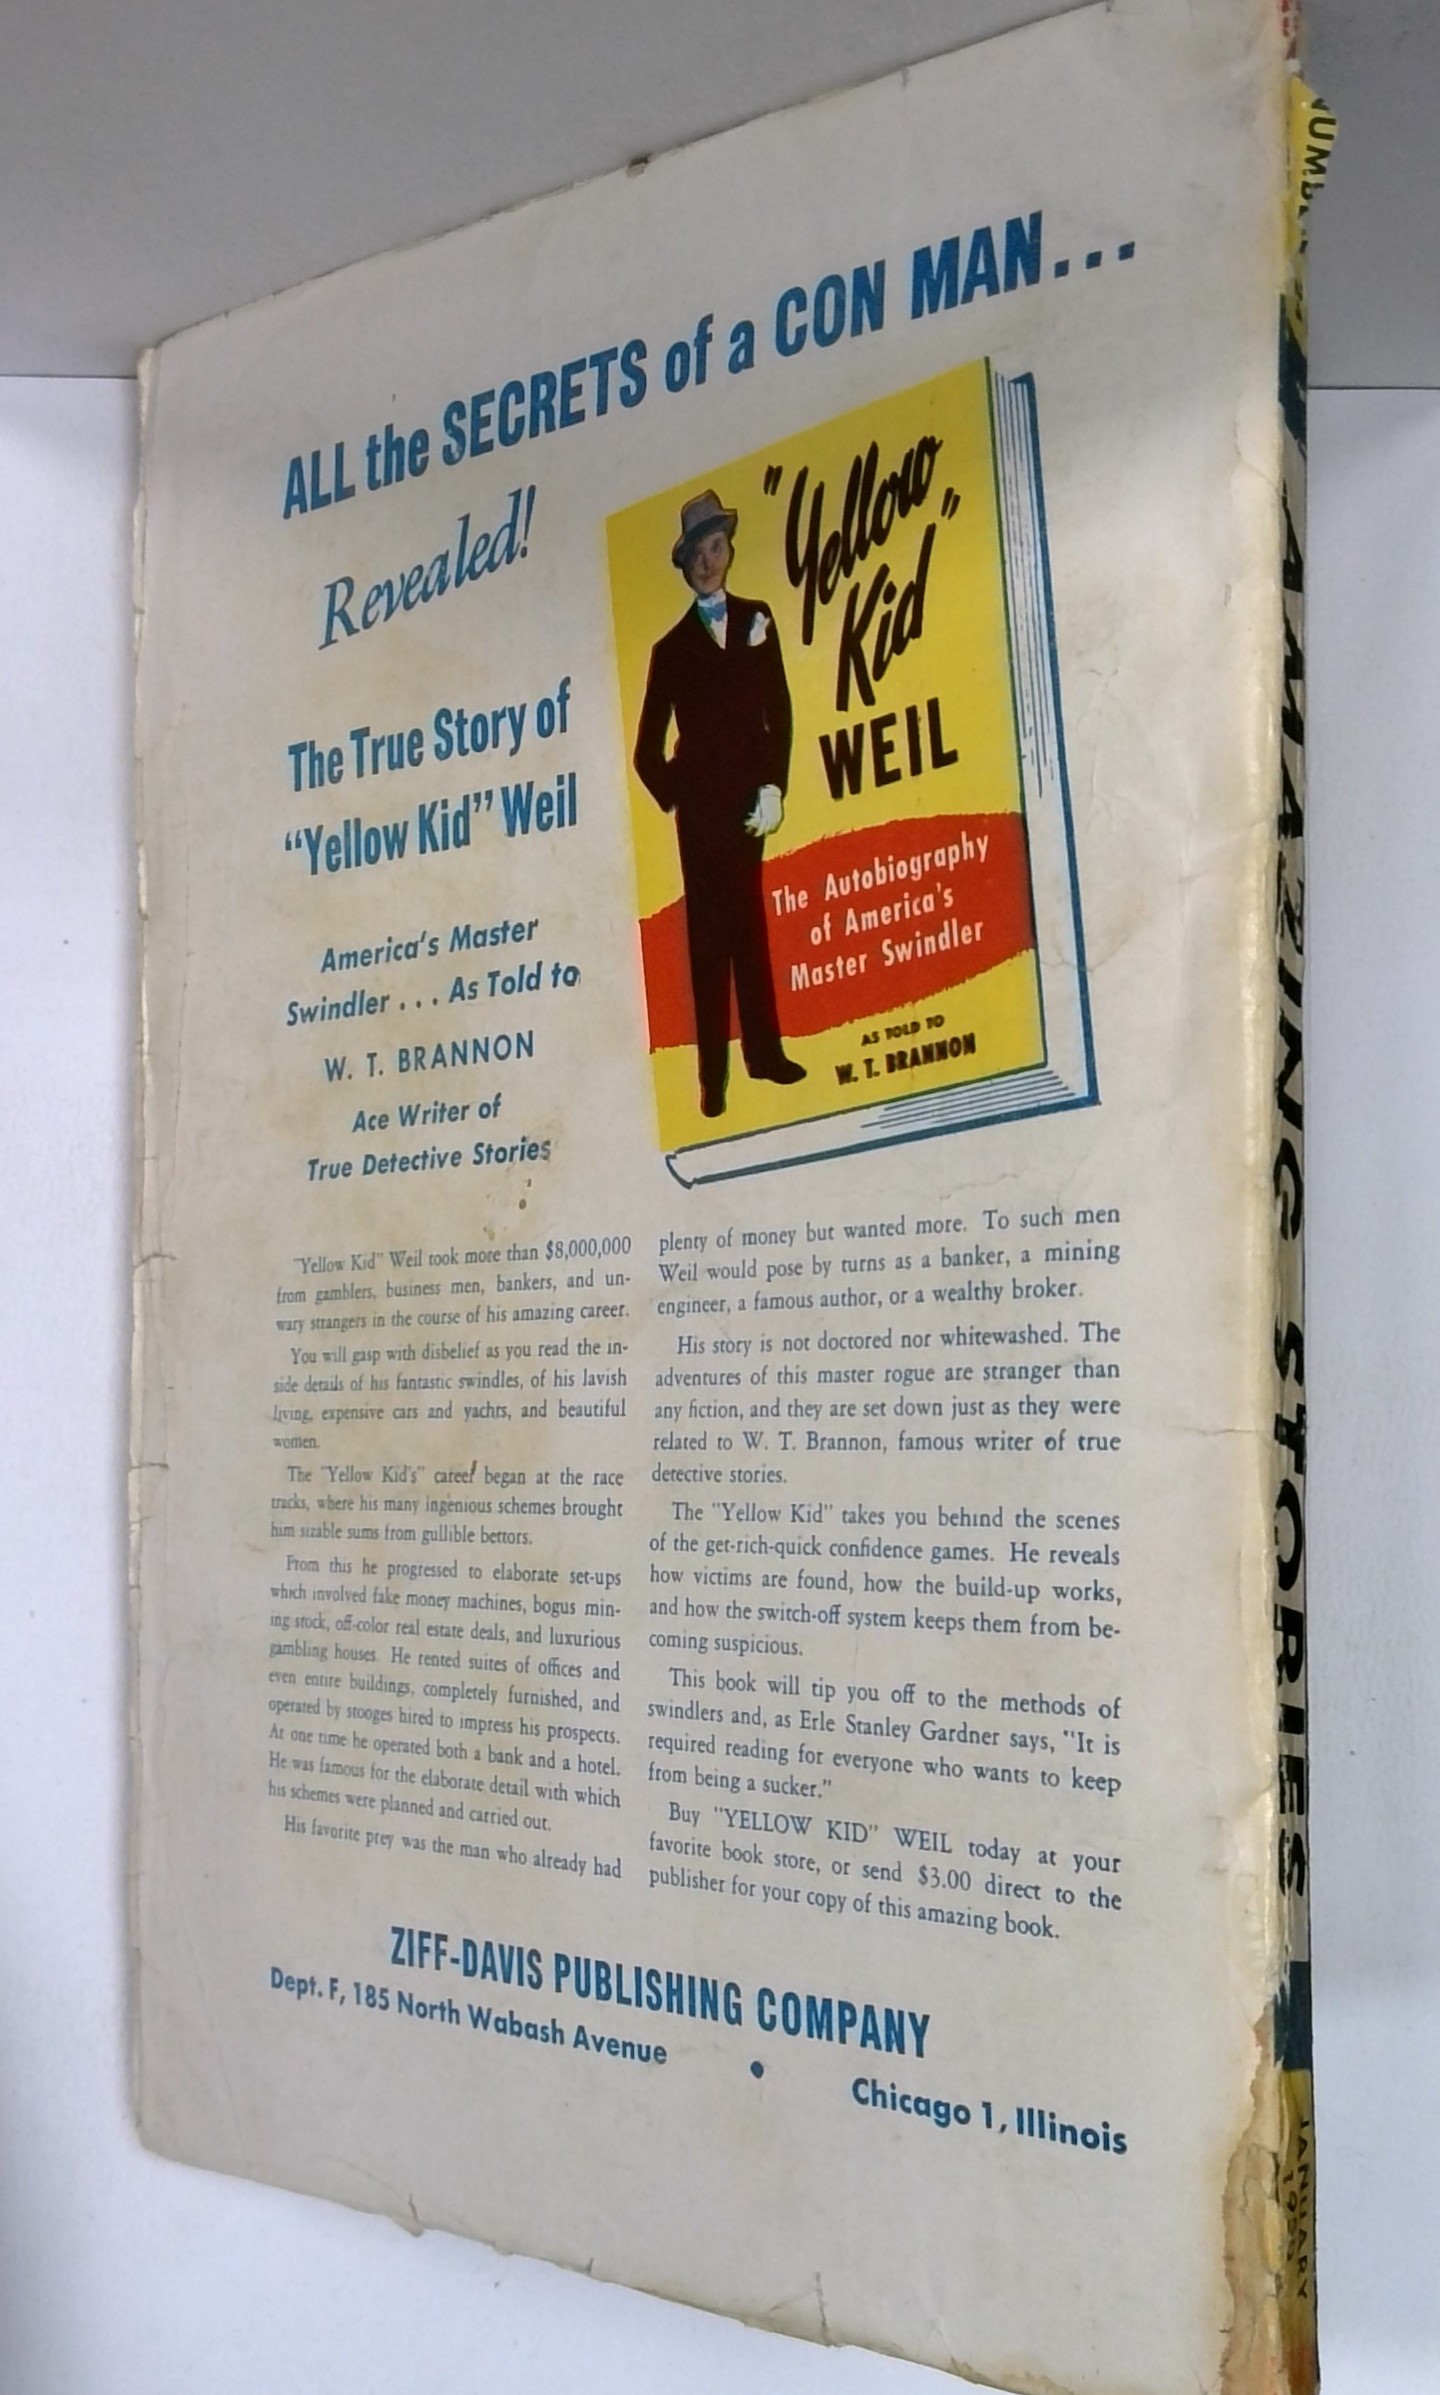 ALL the SECRETS of a CON MAN...
Revealed!
The True Story of
"Yellow Kid" Weil
America's Master
Swindler . . . As Told to
W. T. BRANNON
Ace Writer of
True Detective Stories
"Yellow
Kid"
WEIL
The Autobiography
of America's
Master Swindler
AS TOLD TO
W. T. BRANNON
"Yellow Kid" Weil took more than $8,000,000
from gamblers, business men, bankers, and un-
wary strangers in the course of his amazing career.
You will gasp with disbelief as you read the in-
side details of his fantastic swindles, of his lavish
living, expensive cars and yachts, and beautiful
women.
The "Yellow Kid's" career began at the race
tracks, where his many ingenious schemes brought
him sizable sums from gullible bettors.
From this he progressed to elaborate set-ups
which involved fake money machines, bogus min-
ing stock, off-color real estate deals, and luxurious
gambling houses. He rented suites of offices and
even entire buildings, completely furnished, and
operated by stooges hired to impress his prospects.
At one time he operated both a bank and a hotel.
He was famous for the elaborate detail with which
his schemes were planned and carried out.
His favorite prey was the man who already had
plenty of money but wanted more. To such men
Weil would pose by turns as a banker, a mining
engineer, a famous author, or a wealthy broker.
His story is not doctored nor whitewashed. The
adventures of this master rogue are stranger than
any fiction, and they are set down just as they were
related to W. T. Brannon, famous writer of true
detective stories.
The "Yellow Kid" takes you behind the scenes
of the get-rich-quick confidence games. He reveals
how victims are found, how the build-up works,
and how the switch-off system keeps them from be-
coming suspicious.
This book will tip you off to the methods of
swindlers and, as Erle Stanley Gardner says, "It is
required reading for everyone who wants to keep
from being a sucker."
Buy "YELLOW KID" WEIL today at your
favorite book store, or send $3.00 direct to the
publisher for your copy of this amazing book.
ZIFF-DAVIS PUBLISHING COMPANY
Dept. F, 185 North Wabash Avenue • Chicago 1, Illinois
AMAZING STORIES
JANUARY